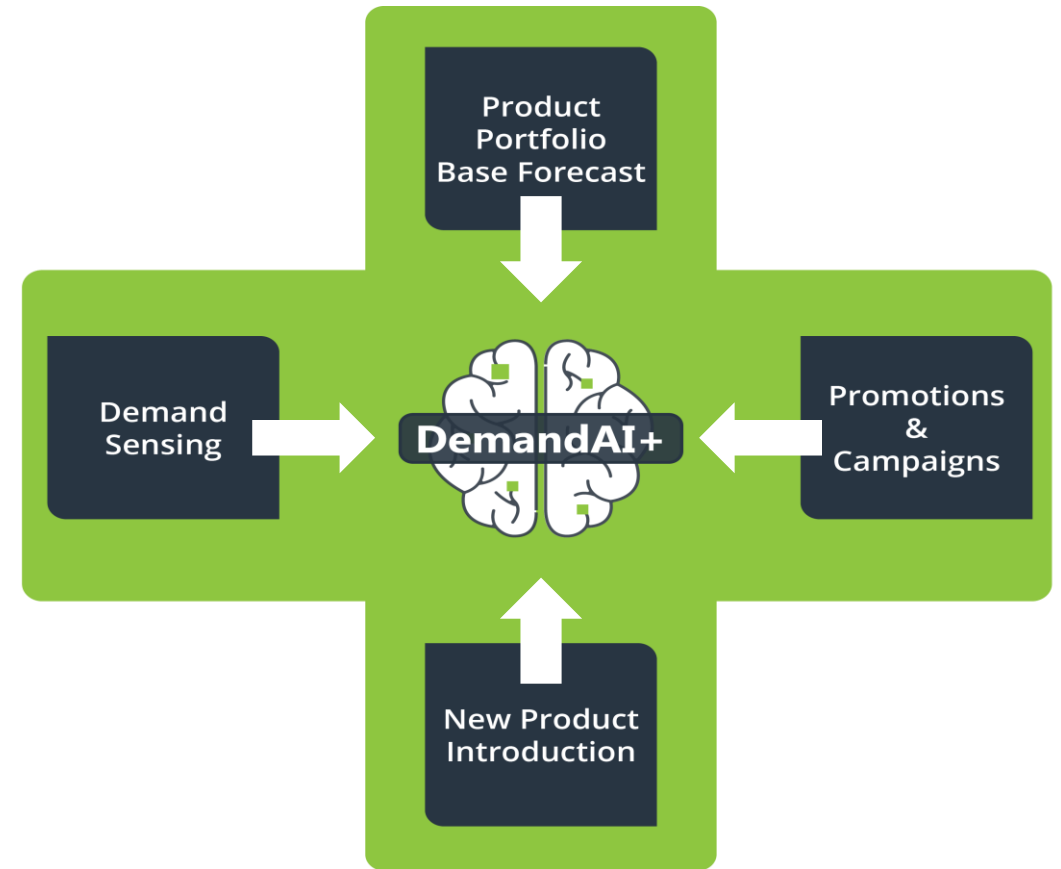 Product
Portfolio
Base Forecast
Demand
Sensing
DemandAI+
Promotions
&
Campaigns
New Product
Introduction